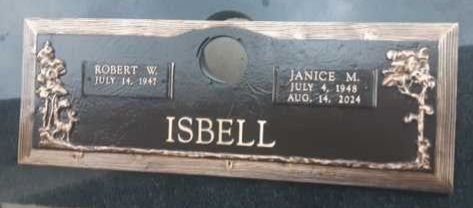 ROBERT W.
JULY 14, 1947
JANICE M.
JULY 4, 1948
AUG. 14, 2024
ISBELL